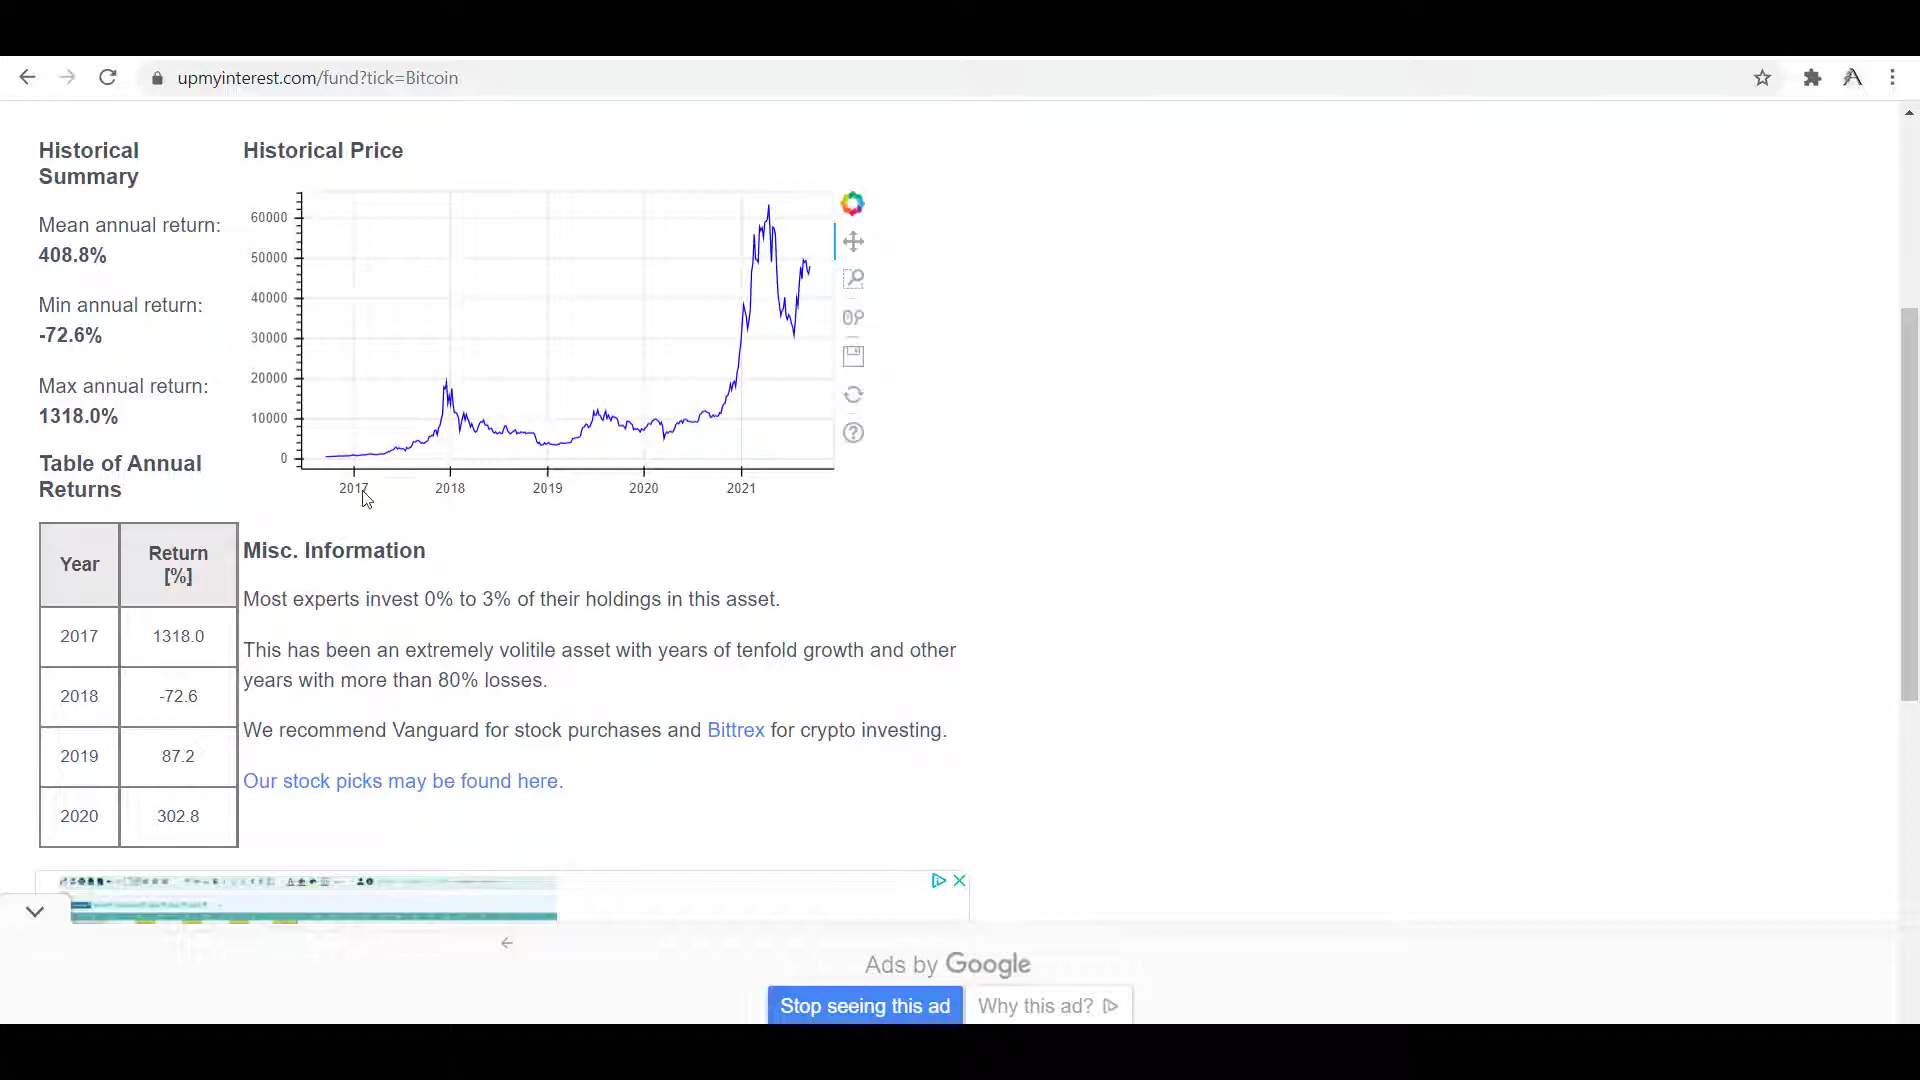 upmyinterest.com/fund?tick=Bitcoin
Historical
Summary
Mean annual return:
408.8%
Min annual return:
-72.6%
Max annual return:
1318.0%
Historical Price
60000
50000
40000
30000
20000
10000
0
2017 2018 2019 2020 2021
Table of Annual
Returns
Year Return
[%]
2017 1318.0
2018 -72.6
2019 87.2
2020 302.8
Misc. Information
Most experts invest 0% to 3% of their holdings in this asset.
This has been an extremely volitile asset with years of tenfold growth and other
years with more than 80% losses.
We recommend Vanguard for stock purchases and Bittrex for crypto investing.
Our stock picks may be found here.
Ads by Google
Stop seeing this ad Why this ad?